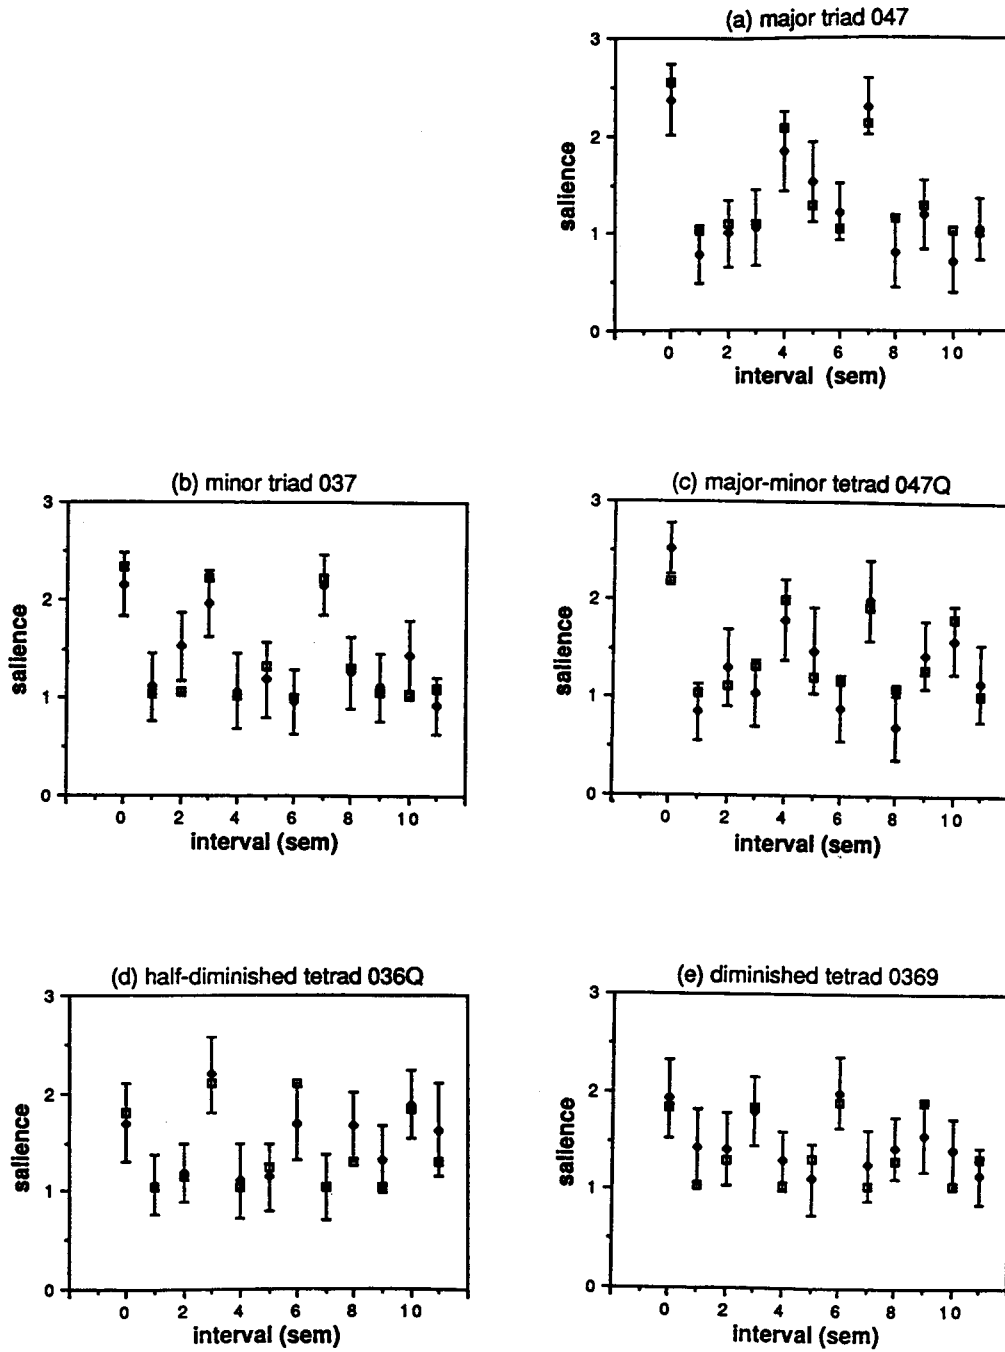 (a) major triad 047
3
2
1
0
salience
0 2 4 6 8 10
interval (sem)
(b) minor triad 037
3
2
1
0
salience
0 2 4 6 8 10
interval (sem)
(c) major-minor tetrad 047Q
3
2
1
0
salience
0 2 4 6 8 10
interval (sem)
(d) half-diminished tetrad 036Q
3
2
1
0
salience
0 2 4 6 8 10
interval (sem)
(e) diminished tetrad 0369
3
2
1
0
salience
0 2 4 6 8 10
interval (sem)